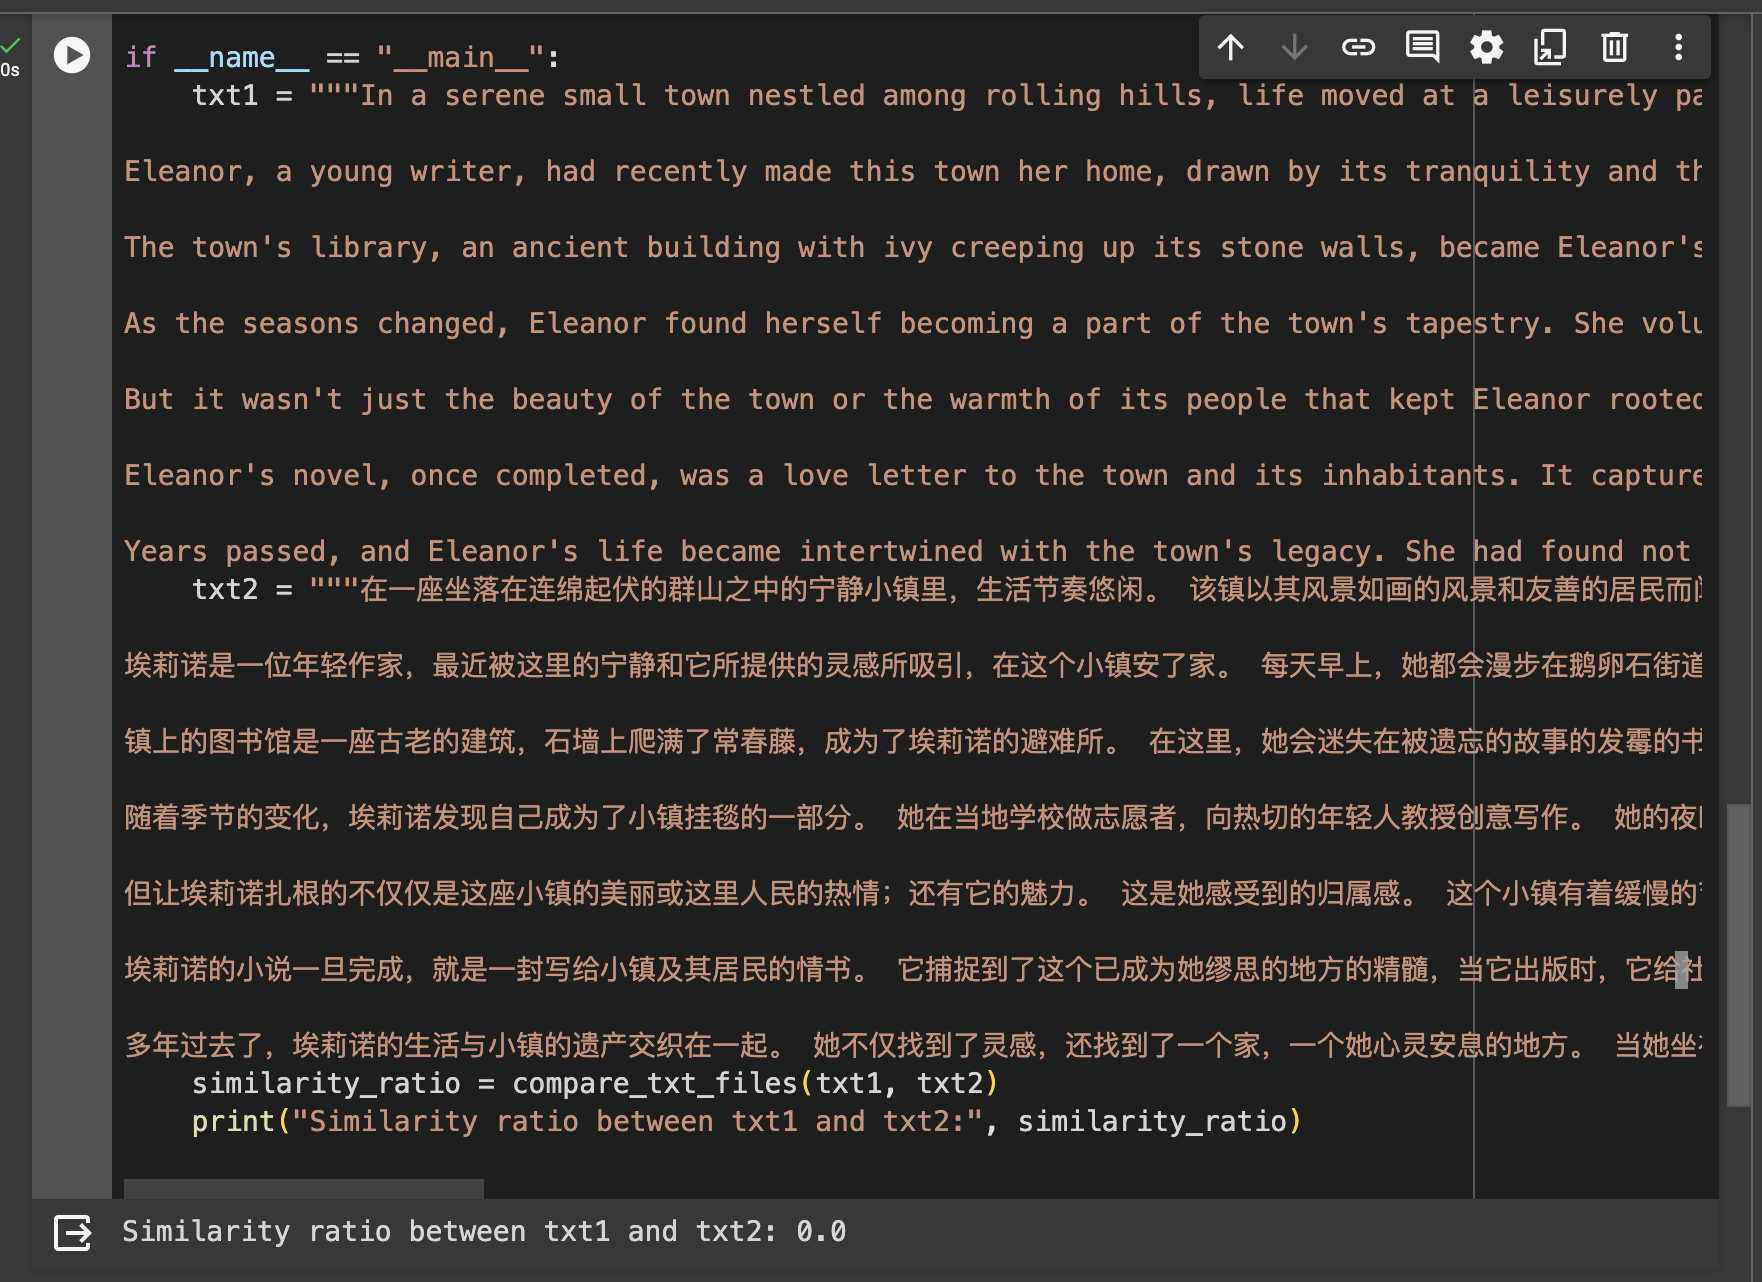 if __name__ == "__main__":
txt1 = """In a serene small town nestled among rolling hills, life moved at a leisurely pa
Eleanor, a young writer, had recently made this town her home, drawn by its tranquility and th
The town's library, an ancient building with ivy creeping up its stone walls, became Eleanor's
As the seasons changed, Eleanor found herself becoming a part of the town's tapestry. She volu
But it wasn't just the beauty of the town or the warmth of its people that kept Eleanor rooted
Eleanor's novel, once completed, was a love letter to the town and its inhabitants. It capture
Years passed, and Eleanor's life became intertwined with the town's legacy. She had found not
txt2 = """在一座坐落在连绵起伏的群山之中的宁静小镇里，生活节奏悠闲。 该镇以其风景如画的风景和友善的居民而
埃莉诺是一位年轻作家，最近被这里的宁静和它所提供的灵感所吸引，在这个小镇安了家。 每天早上，她都会漫步在鹅卵石街道
镇上的图书馆是一座古老的建筑，石墙上爬满了常春藤，成为了埃莉诺的避难所。 在这里，她会迷失在被遗忘的故事的发霉的书
随着季节的变化，埃莉诺发现自己成为了小镇挂毯的一部分。 她在当地学校做志愿者，向热切的年轻人教授创意写作。 她的夜
但让埃莉诺扎根的不仅仅是这座小镇的美丽或这里人民的热情；还有它的魅力。 这是她感受到的归属感。 这个小镇有着缓慢的
埃莉诺的小说一旦完成，就是一封写给小镇及其居民的情书。 它捕捉到了这个已成为她缪思的地方的精髓，当它出版时，它给社
多年过去了，埃莉诺的生活与小镇的遗产交织在一起。 她不仅找到了灵感，还找到了一个家，一个她心灵安息的地方。 当她坐
similarity_ratio = compare_txt_files(txt1, txt2)
print("Similarity ratio between txt1 and txt2:", similarity_ratio)
0s
Similarity ratio between txt1 and txt2: 0.0